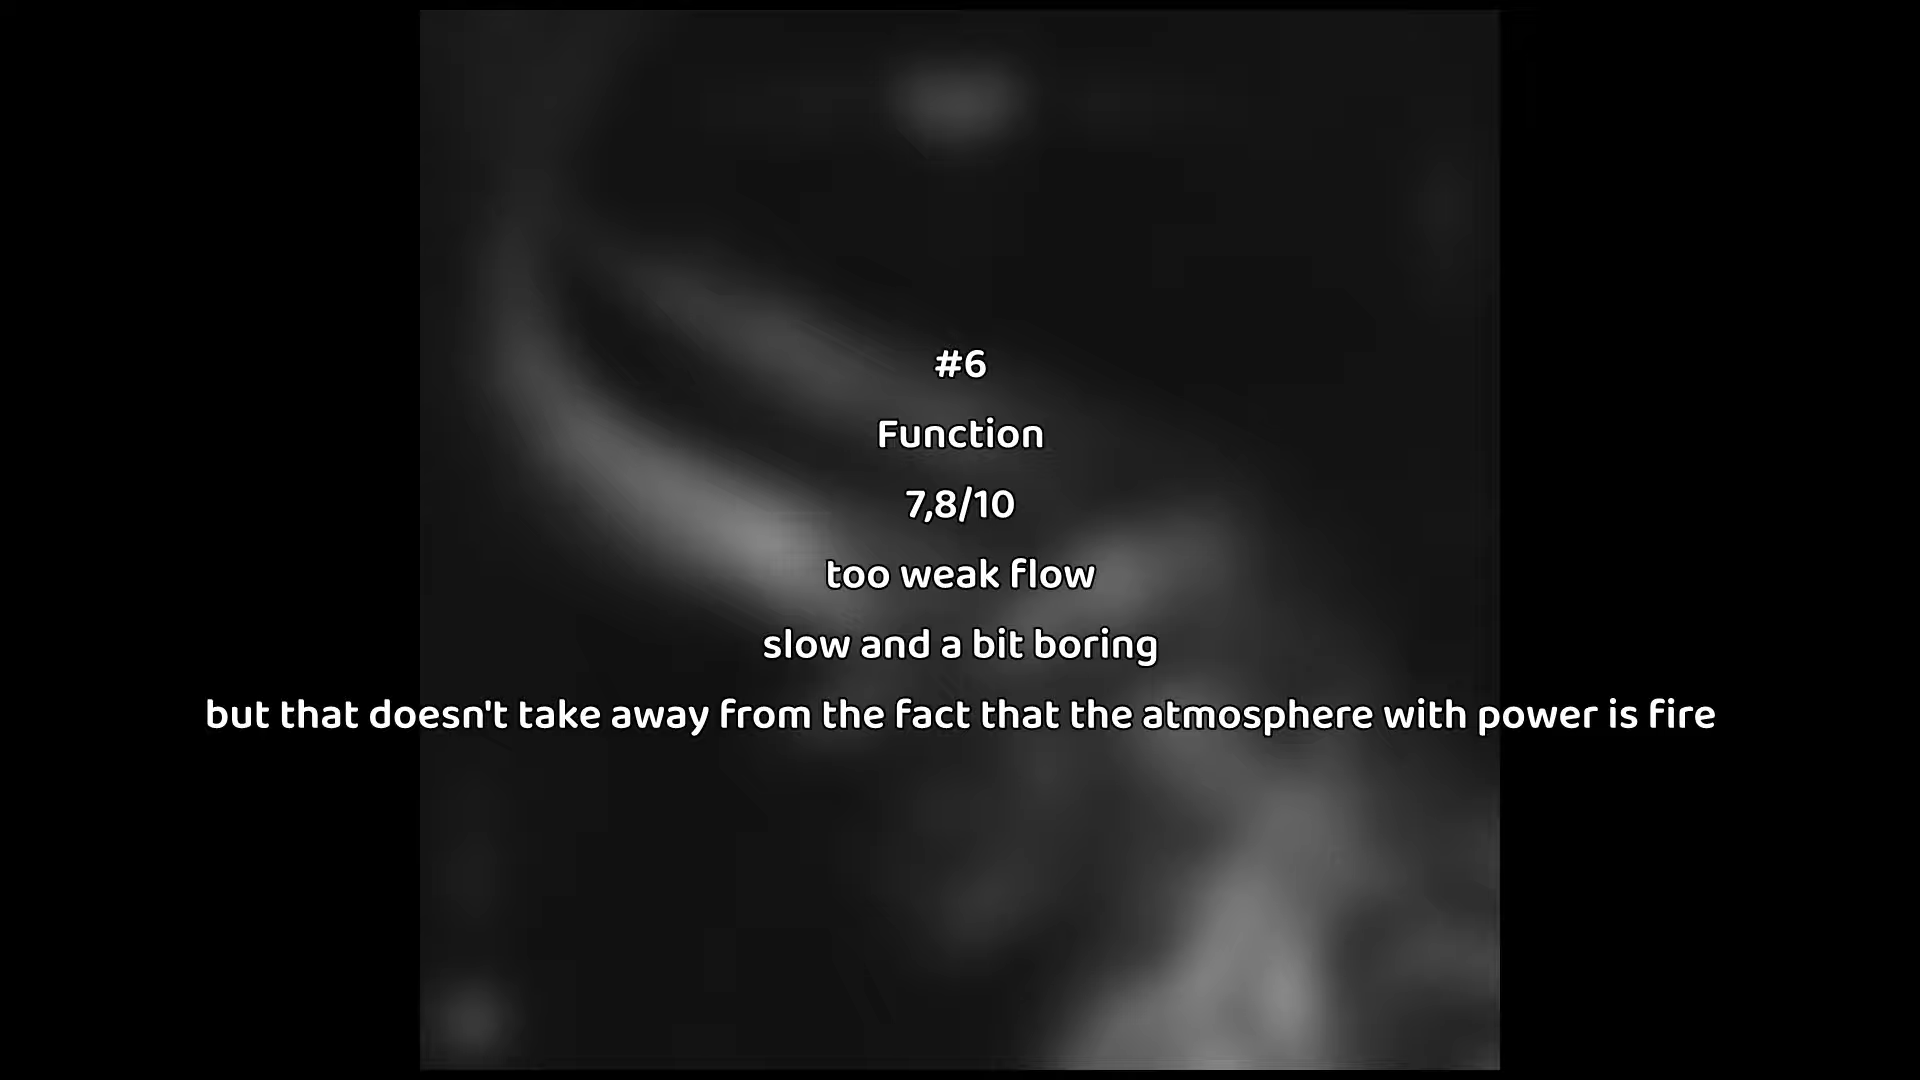 #6
Function
7,8/10
too weak flow
slow and a bit boring
but that doesn't take away from the fact that the atmosphere with power is fire